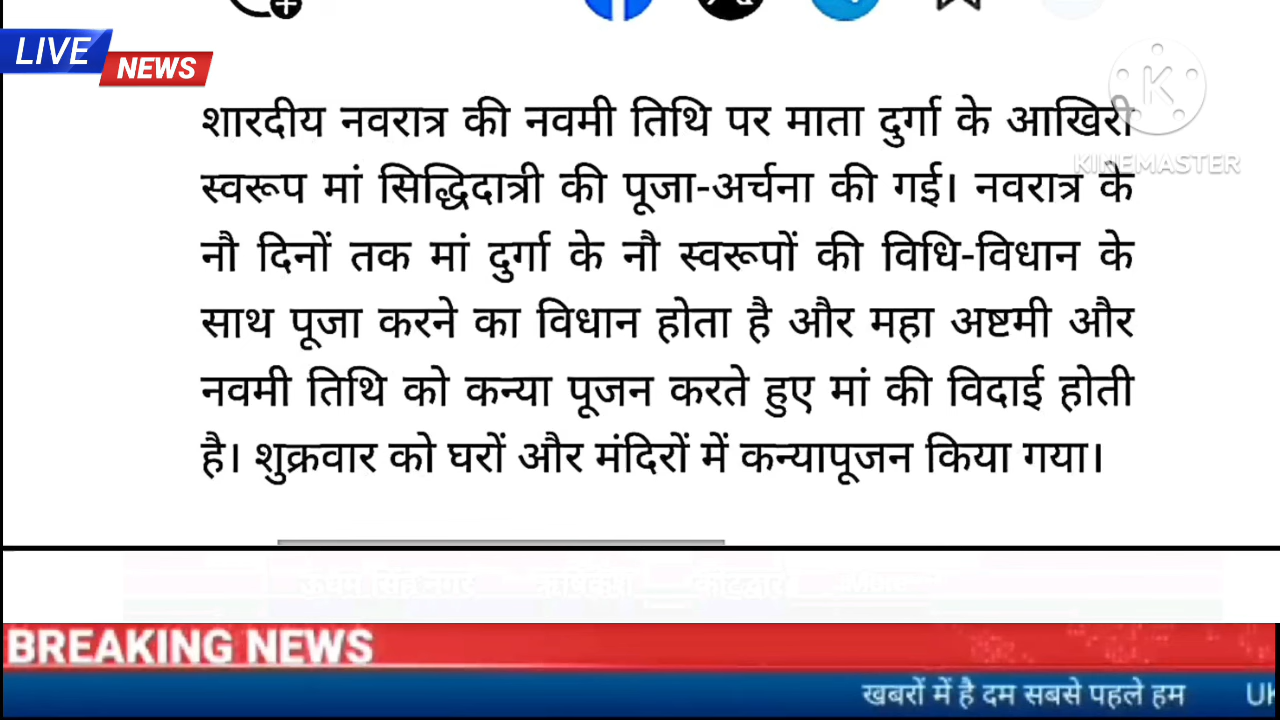 LIVE
NEWS
KINEMASTER
शारदीय नवरात्र की नवमी तिथि पर माता दुर्गा के आखिरी
स्वरूप मां सिद्धिदात्री की पूजा-अर्चना की गई। नवरात्र के
नौ दिनों तक मां दुर्गा के नौ स्वरूपों की विधि-विधान के
साथ पूजा करने का विधान होता है और महा अष्टमी और
नवमी तिथि को कन्या पूजन करते हुए मां की विदाई होती
है। शुक्रवार को घरों और मंदिरों में कन्यापूजन किया गया।
BREAKING NEWS
खबरों में है दम सबसे पहले हम